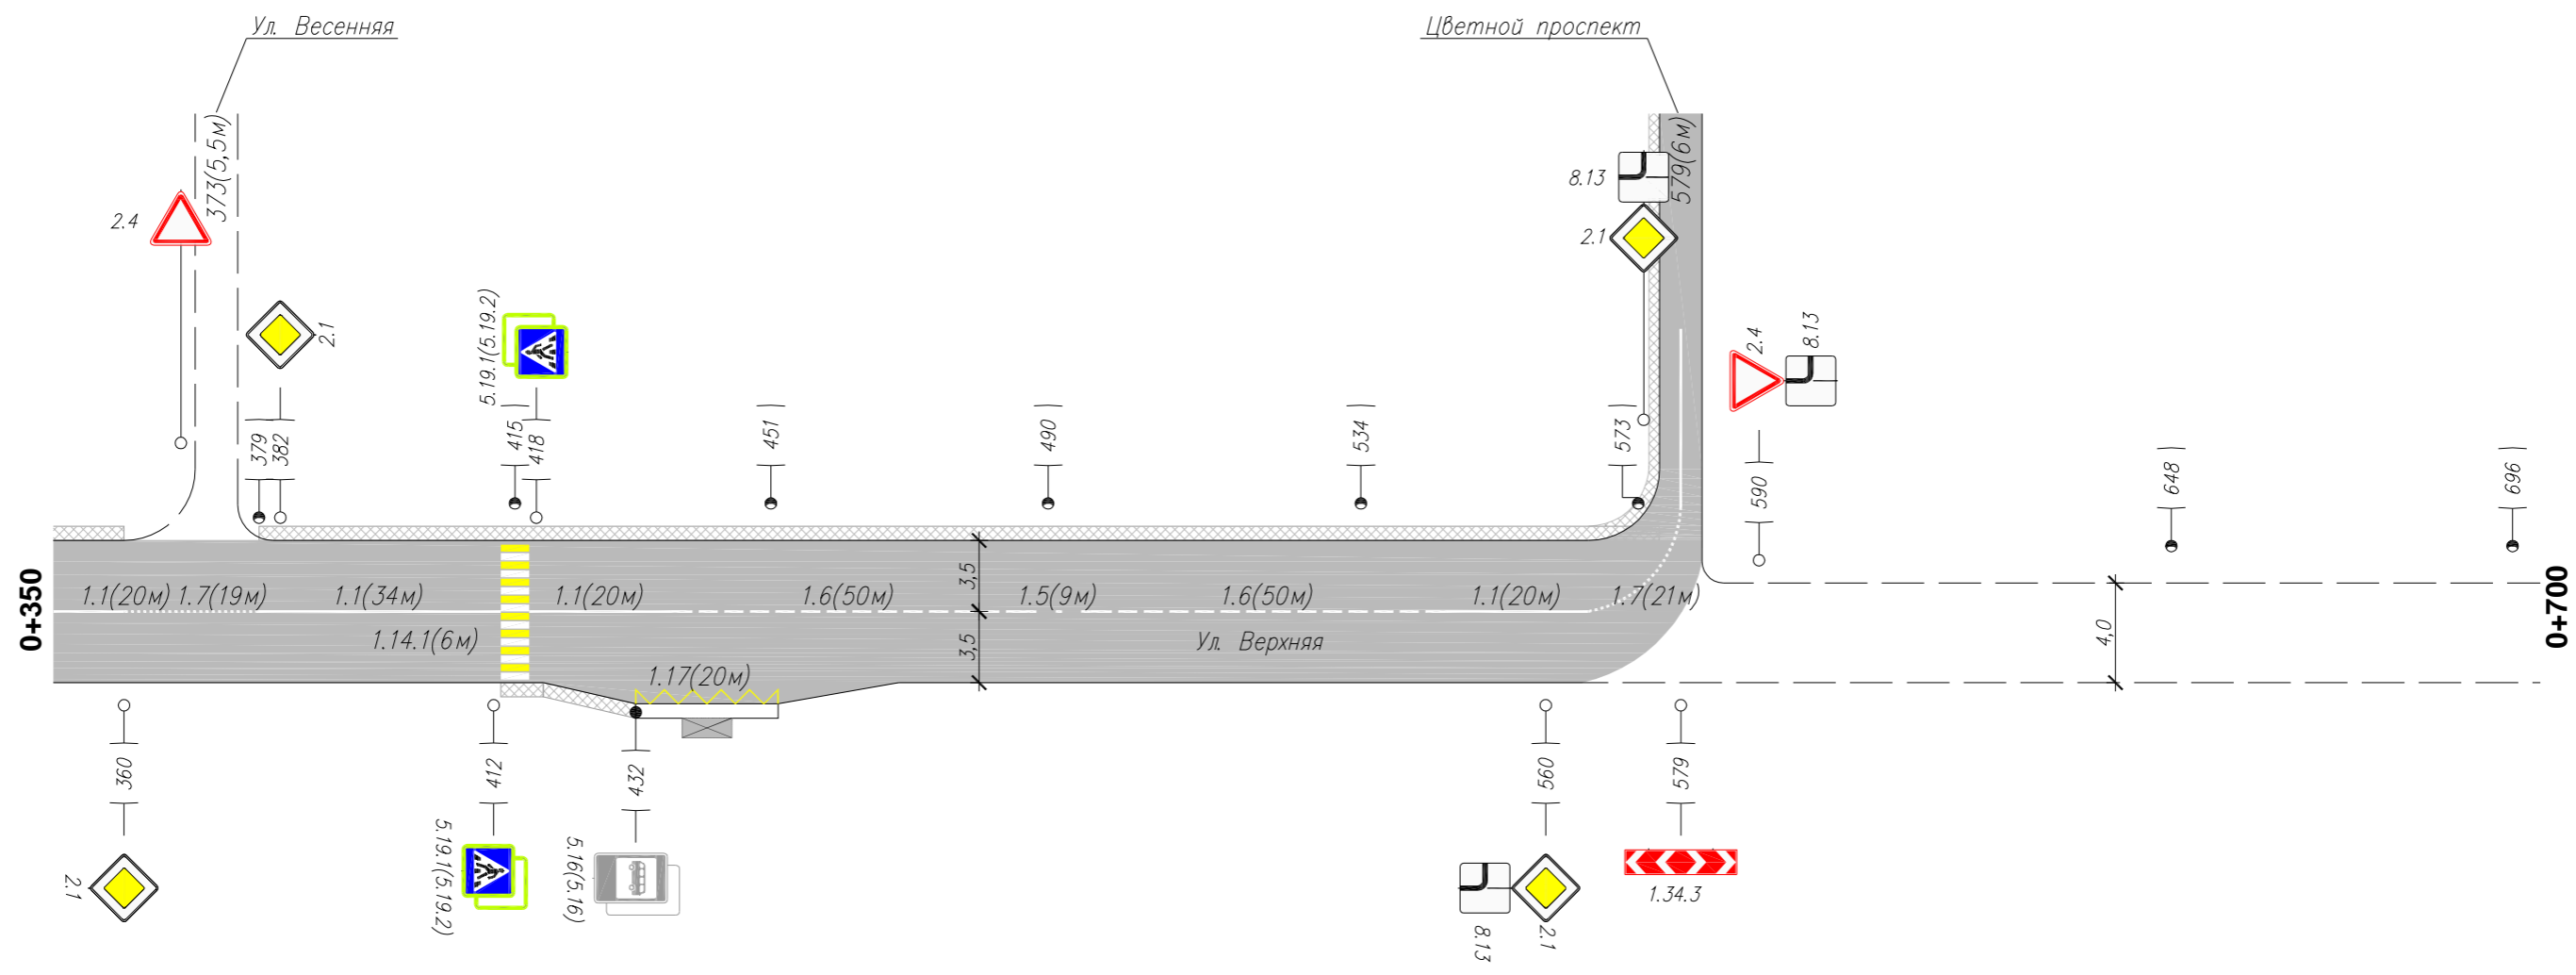 Ул. Весенняя
Цветной проспект
373(5,5м)
579(6м)
8.13
2.1
2.4
2.1
5.19.1(5.19.2)
2.4
8.13
379
382
415
418
451
490
534
573
590
648
696
0+350
1.1(20м)
1.7(19м)
1.1(34м)
1.1(20м)
1.6(50м)
3,5
1.5(9м)
1.6(50м)
1.1(20м)
1.7(21м)
0+700
1.14.1(6м)
3,5
Ул. Верхняя
4,0
1.17(20м)
360
412
432
560
579
2.1
5.19.1(5.19.2)
5.16(5.16)
8.13
2.1
1.34.3